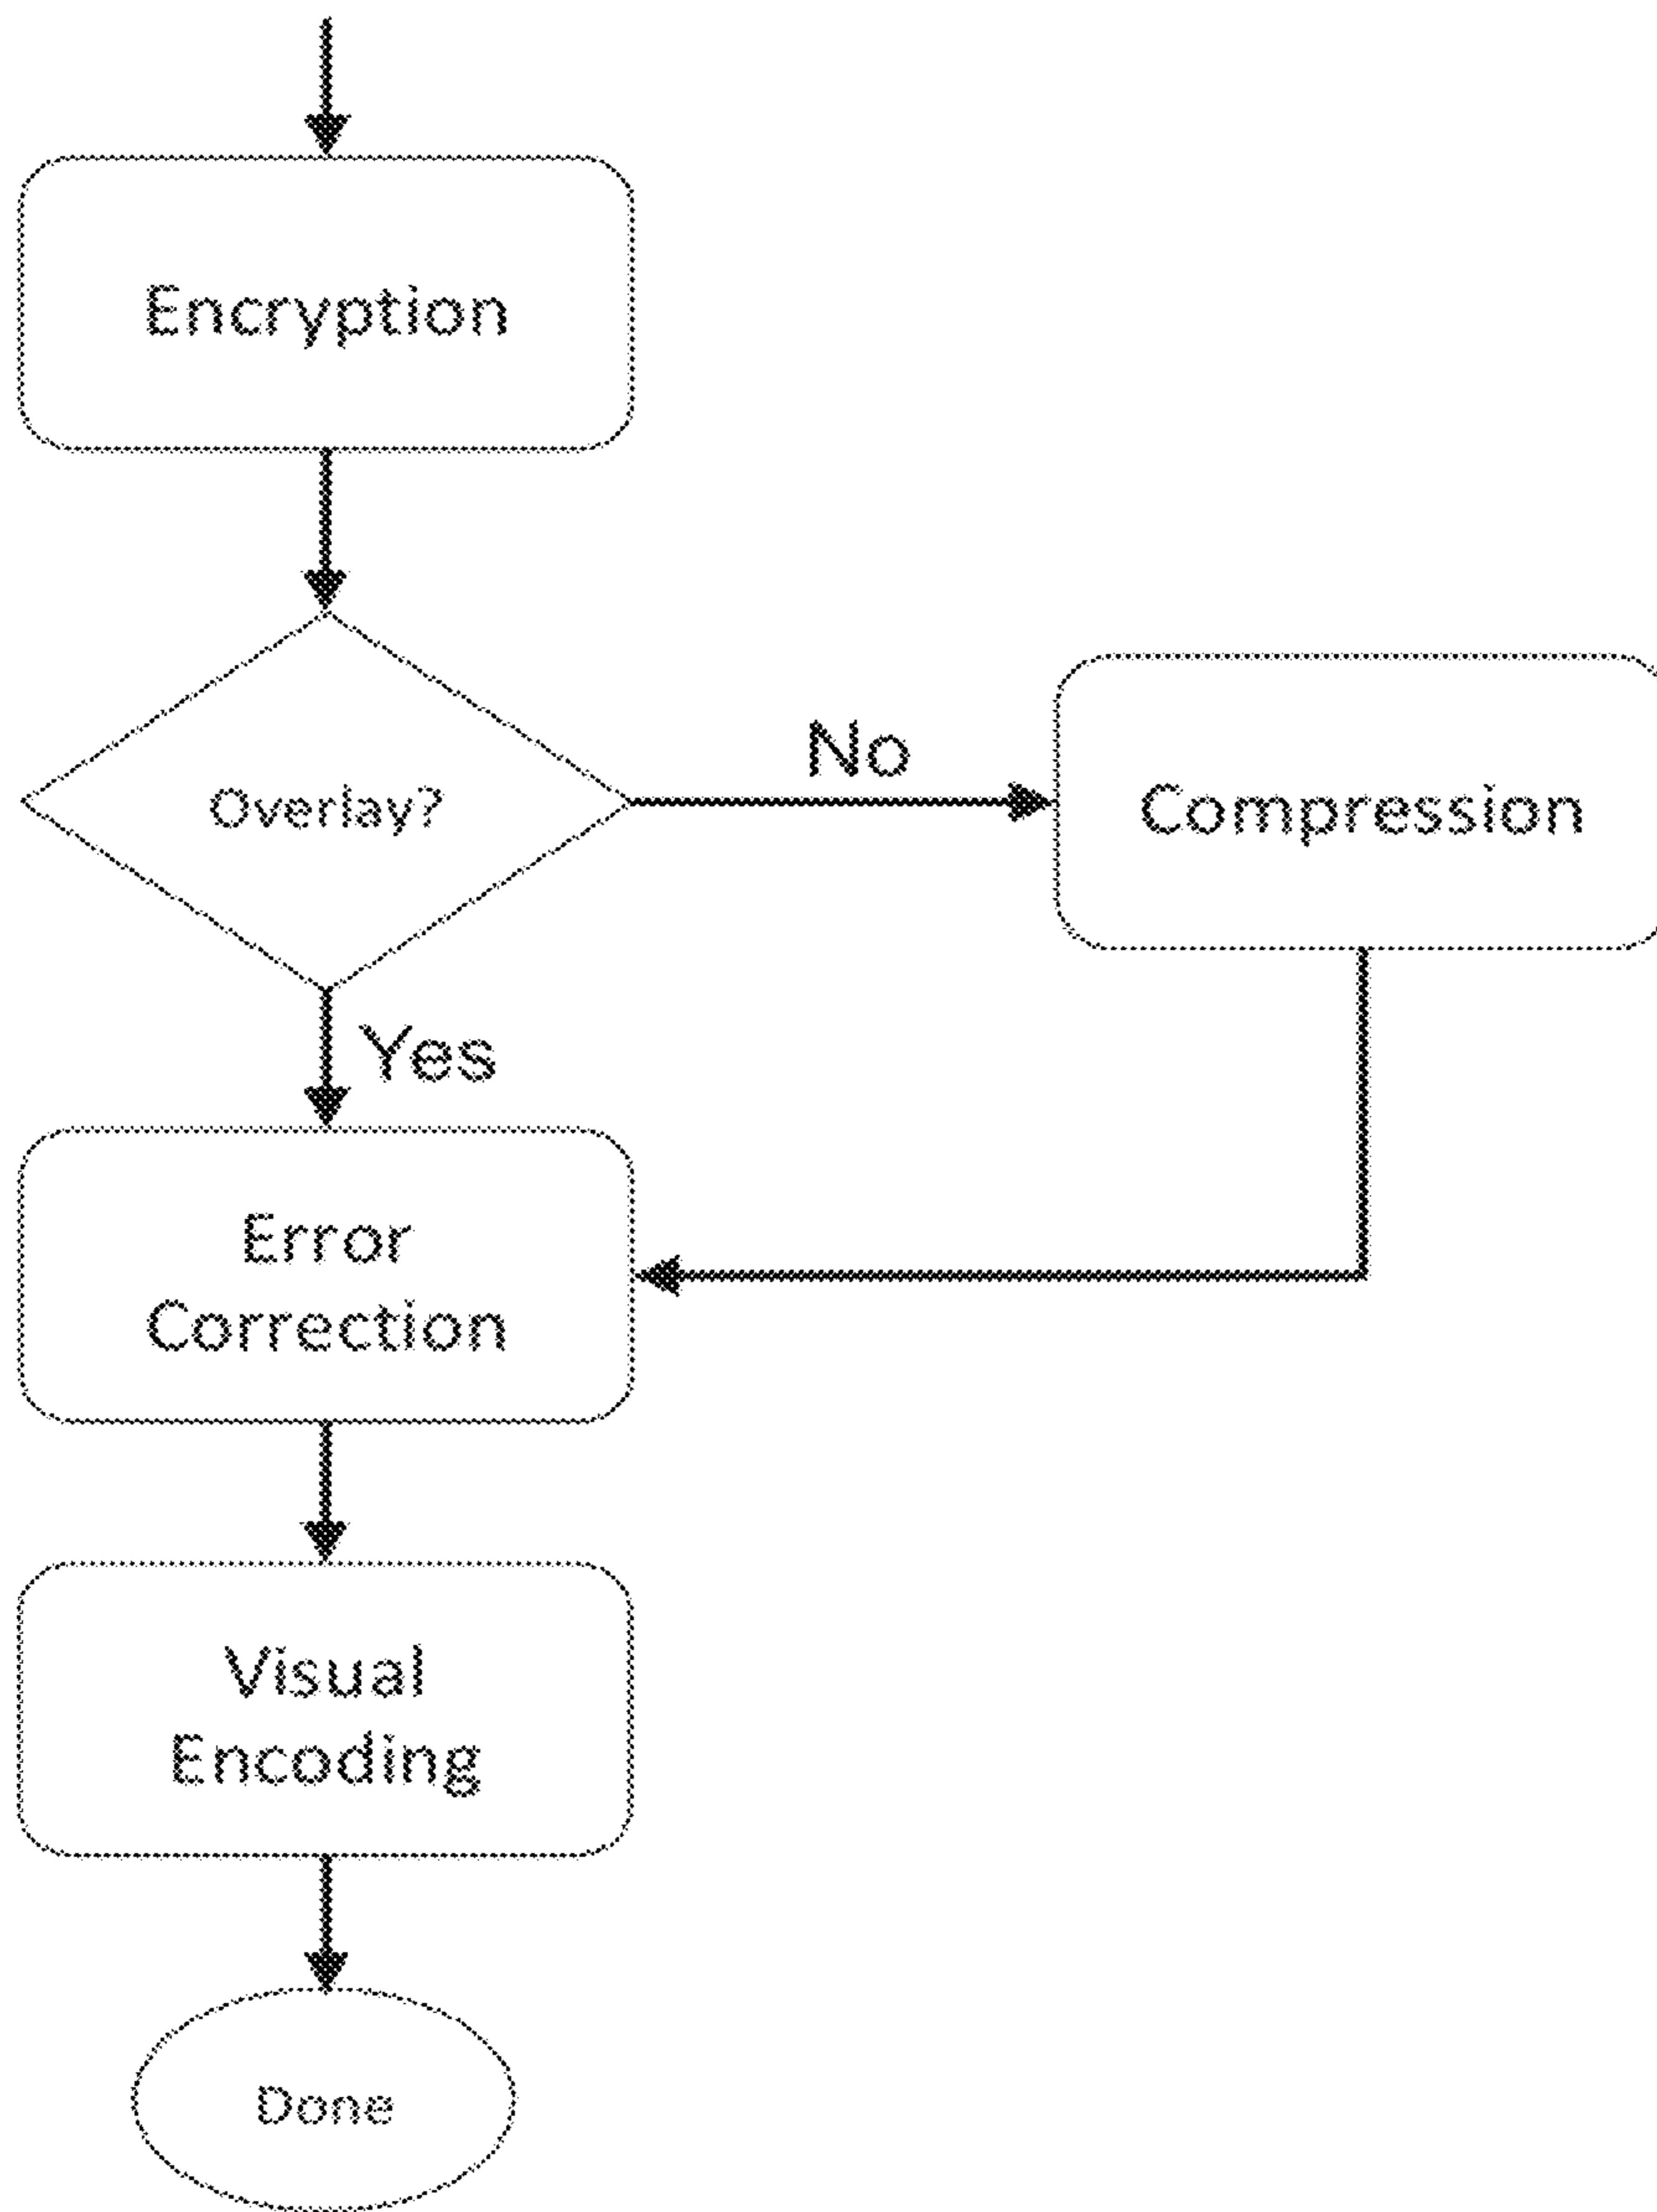 Encryption
Overlay?
No
Compression
Yes
Error
Correction
Visual
Encoding
Done